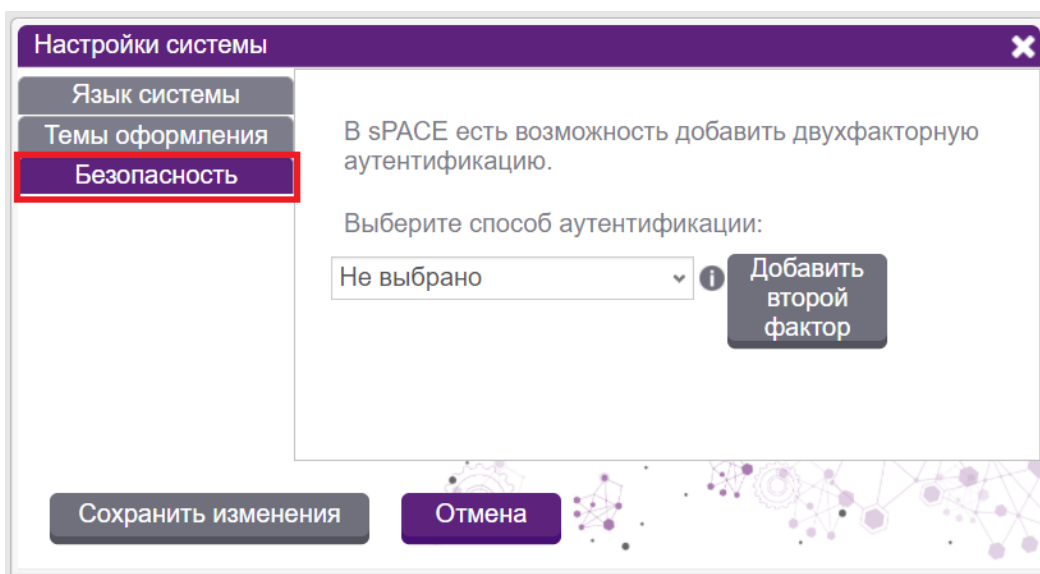 Настройки системы
Язык системы
Темы оформления
Безопасность
В sPACE есть возможность добавить двухфакторную
аутентификацию.
Выберите способ аутентификации:
Не выбрано
Добавить
второй
фактор
Сохранить изменения
Отмена